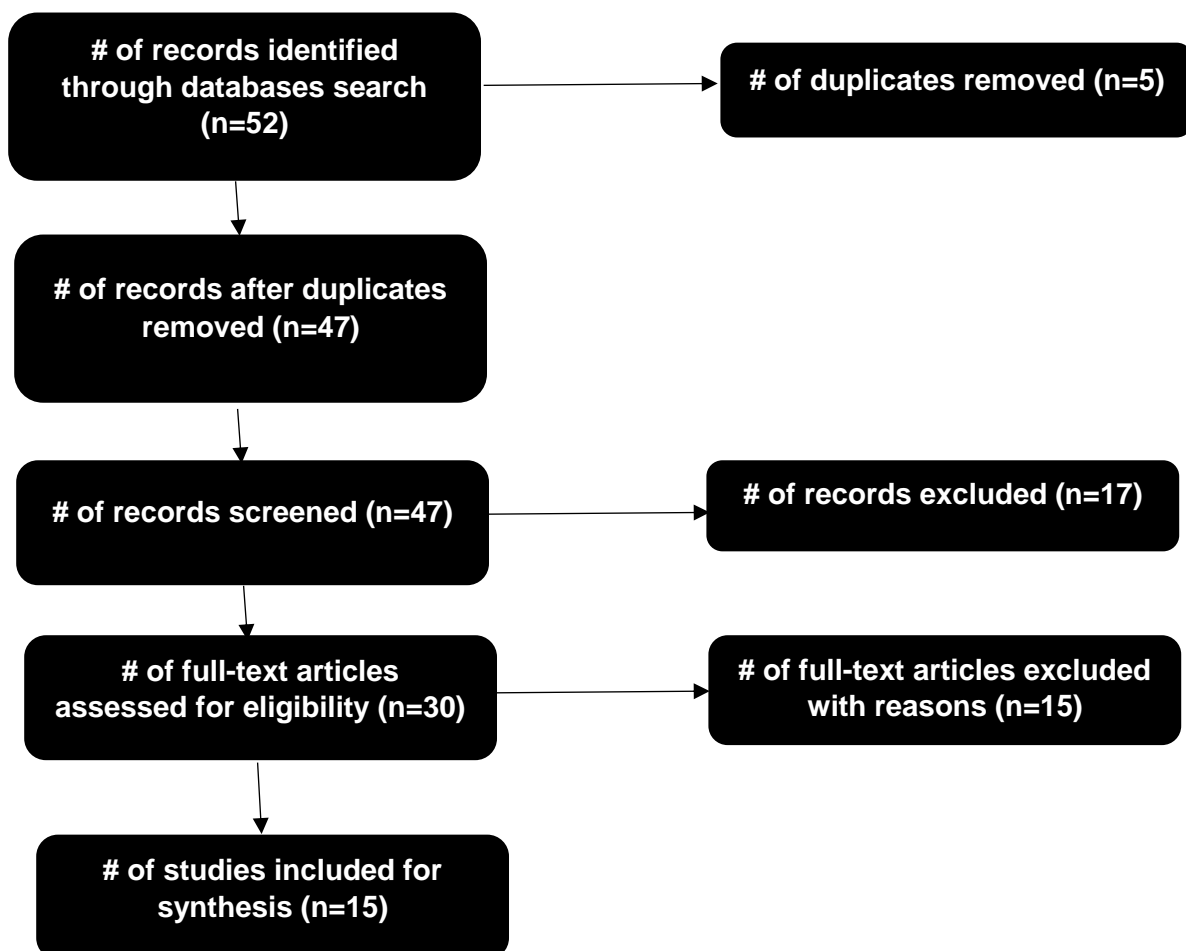 # of records identified
through databases search
(n=52)
# of duplicates removed (n=5)
# of records after duplicates
removed (n=47)
# of records screened (n=47)
# of records excluded (n=17)
# of full-text articles
assessed for eligibility (n=30)
# of full-text articles excluded
with reasons (n=15)
# of studies included for
synthesis (n=15)